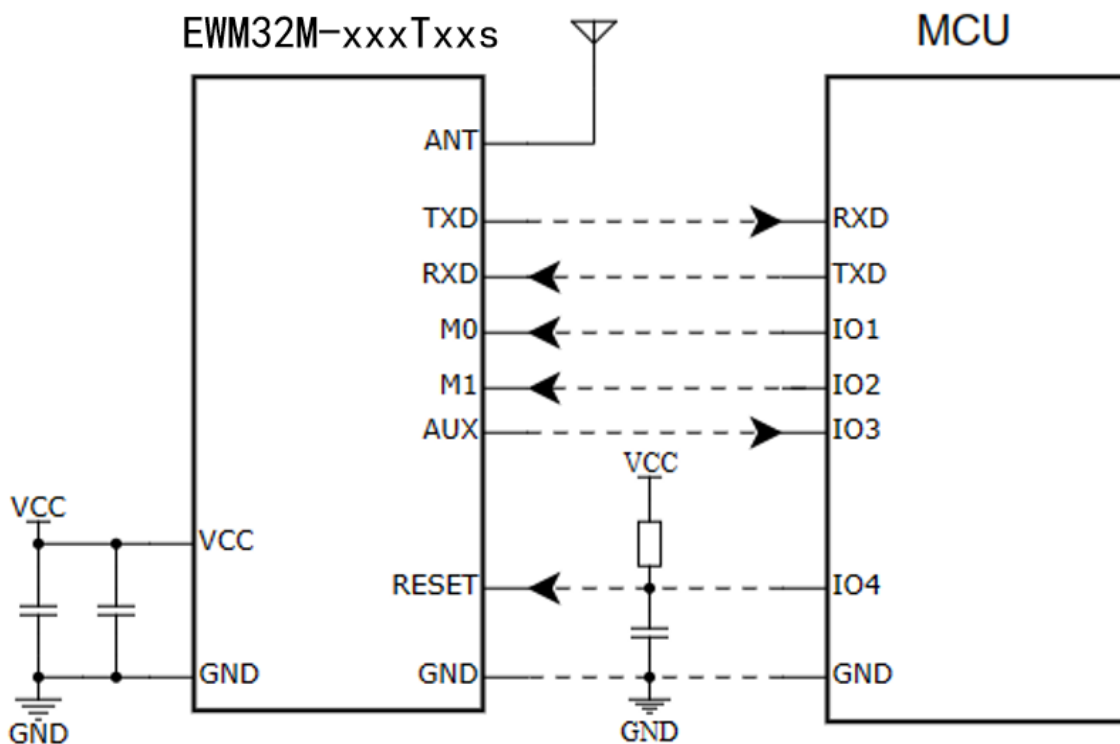 EWM32M-xxxTxxs
MCU
ANT
TXD
RXD
RXD
TXD
M0
IO1
M1
IO2
AUX
IO3
VCC
VCC
VCC
RESET
IO4
GND
GND
GND
GND
GND